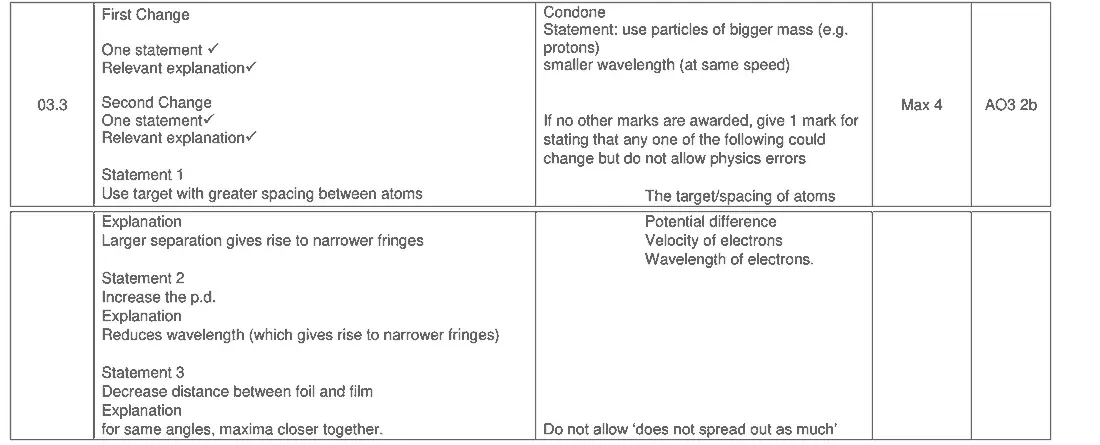 03.3
First Change
One statement ✓
Relevant explanation✓
Second Change
One statement✓
Relevant explanation✓
Statement 1
Use target with greater spacing between atoms
Condone
Statement: use particles of bigger mass (e.g.
protons)
smaller wavelength (at same speed)
If no other marks are awarded, give 1 mark for
stating that any one of the following could
change but do not allow physics errors
The target/spacing of atoms
Max 4
AO3 2b
Explanation
Larger separation gives rise to narrower fringes
Statement 2
Increase the p.d.
Explanation
Reduces wavelength (which gives rise to narrower fringes)
Statement 3
Decrease distance between foil and film
Explanation
for same angles, maxima closer together.
Potential difference
Velocity of electrons
Wavelength of electrons.
Do not allow 'does not spread out as much'